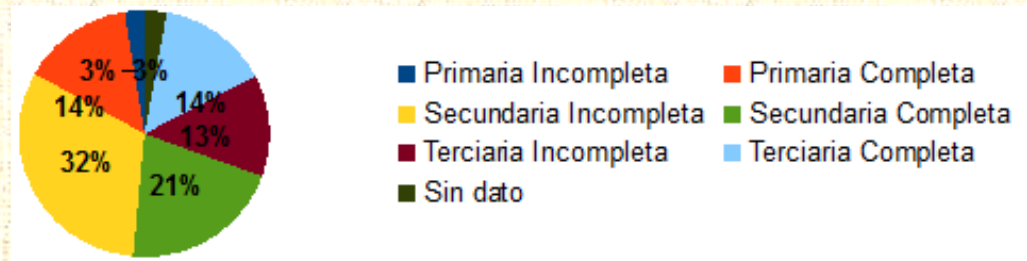 3% 3%
14% 14%
13%
32%
21%
Primaria Incompleta Primaria Completa
Secundaria Incompleta Secundaria Completa
Terciaria Incompleta Terciaria Completa
Sin dato